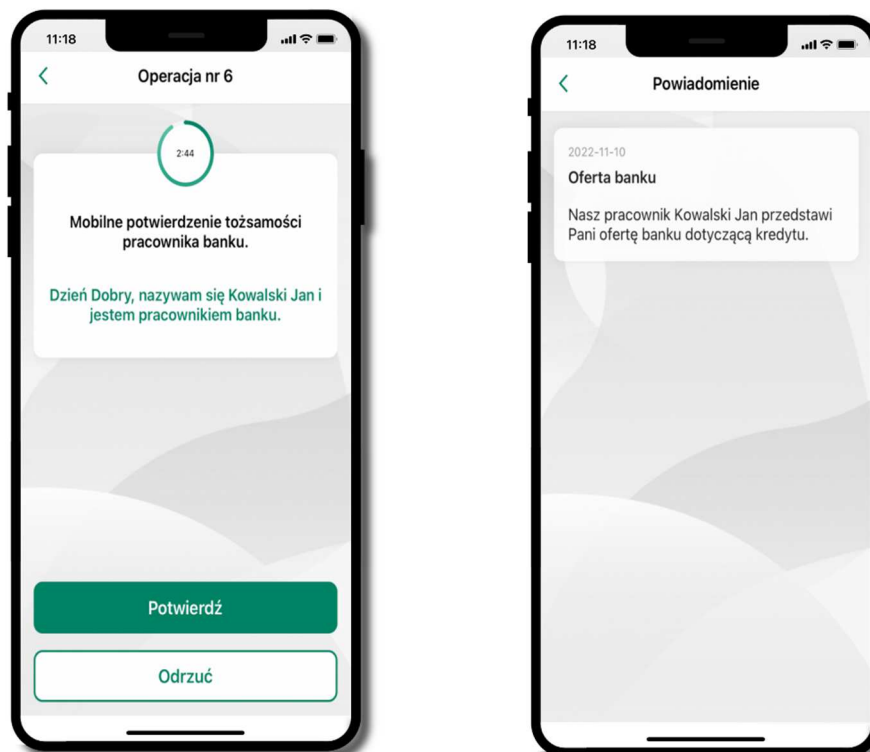 11:18
Operacja nr 6
2:44
Mobilne potwierdzenie tożsamości
pracownika banku.
Dzień Dobry, nazywam się Kowalski Jan i
jestem pracownikiem banku.
Potwierdź
Odrzuć
11:18
Powiadomienie
2022-11-10
Oferta banku
Nasz pracownik Kowalski Jan przedstawi
Pani ofertę banku dotyczącą kredytu.